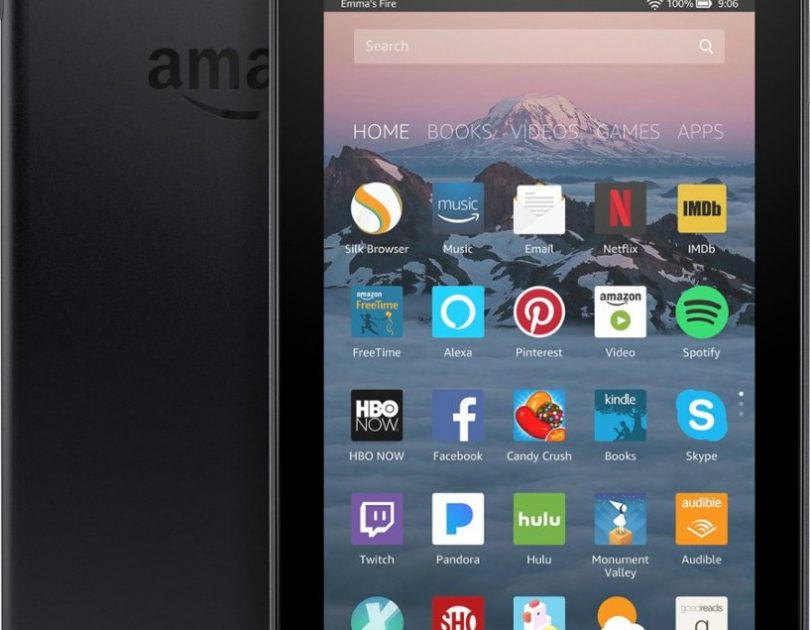 Emma's Fire 100% 9:06
amazon
Search
HOME BOOKS VIDEOS GAMES APPS
music
IMDb
Silk Browser Music Email Netflix IMDb
amazon
FreeTime
amazon
FreeTime Alexa Pinterest Video Spotify
HBO
NOW
kindle
HBO NOW Facebook Candy Crush Books Skype
hulu
audible
Twitch Pandora Hulu Monument
Valley
Audible
SHO
goodreads